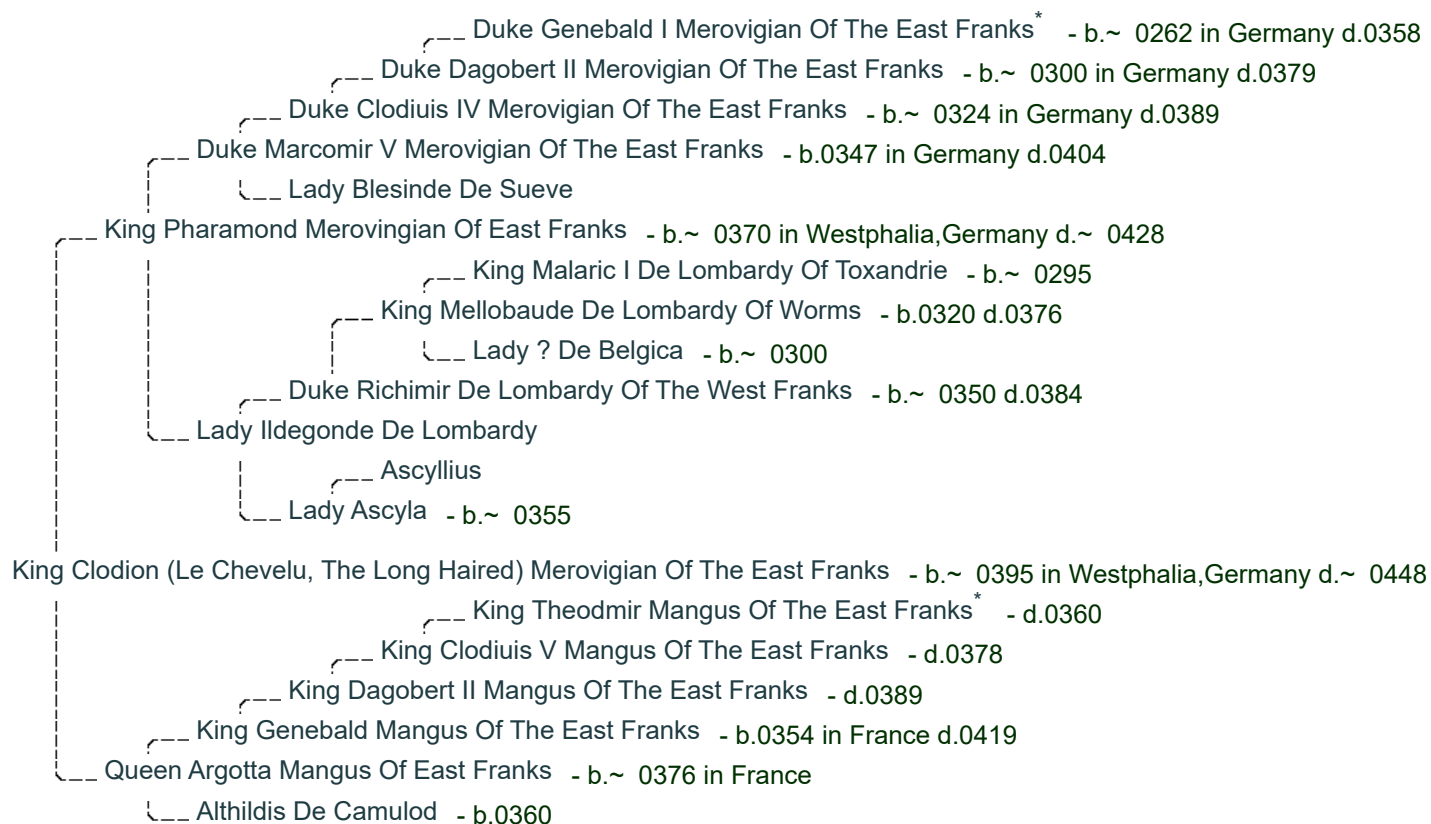 Duke Genebald I Merovigian Of The East Franks* - b.~ 0262 in Germany d.0358
Duke Dagobert II Merovigian Of The East Franks - b.~ 0300 in Germany d.0379
Duke Clodiuis IV Merovigian Of The East Franks - b.~ 0324 in Germany d.0389
Duke Marcomir V Merovigian Of The East Franks - b.0347 in Germany d.0404
Lady Blesinde De Sueve
King Pharamond Merovingian Of East Franks - b.~ 0370 in Westphalia,Germany d.~ 0428
King Malaric I De Lombardy Of Toxandrie - b.~ 0295
King Mellobaude De Lombardy Of Worms - b.0320 d.0376
Lady ? De Belgica - b.~ 0300
Duke Richimir De Lombardy Of The West Franks - b.~ 0350 d.0384
Lady Ildegonde De Lombardy
Ascyllius
Lady Ascyla - b.~ 0355
King Clodion (Le Chevelu, The Long Haired) Merovigian Of The East Franks - b.~ 0395 in Westphalia,Germany d.~ 0448
King Theodmir Mangus Of The East Franks* - d.0360
King Clodiuis V Mangus Of The East Franks - d.0378
King Dagobert II Mangus Of The East Franks - d.0389
King Genebald Mangus Of The East Franks - b.0354 in France d.0419
Queen Argotta Mangus Of East Franks - b.~ 0376 in France
Althildis De Camulod - b.0360